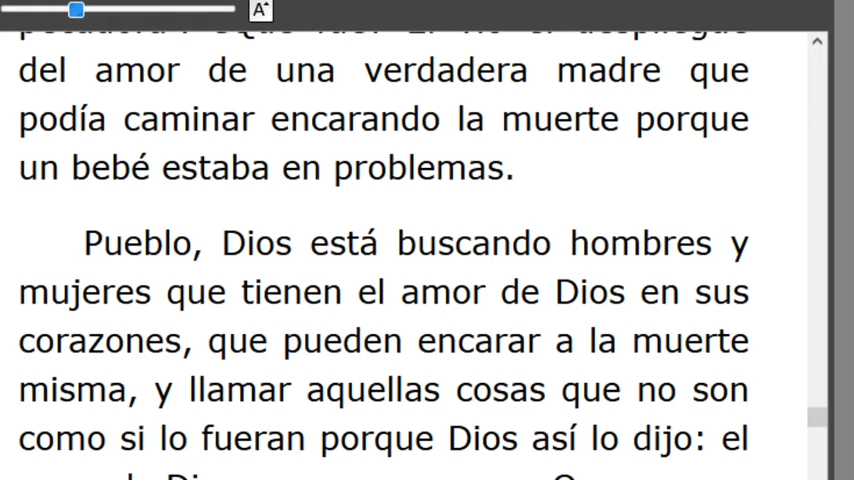 A
del amor de una verdadera madre que
podía caminar encarando la muerte porque
un bebé estaba en problemas.
Pueblo, Dios está buscando hombres y
mujeres que tienen el amor de Dios en sus
corazones, que pueden encarar a la muerte
misma, y llamar aquellas cosas que no son
como si lo fueran porque Dios así lo dijo: el